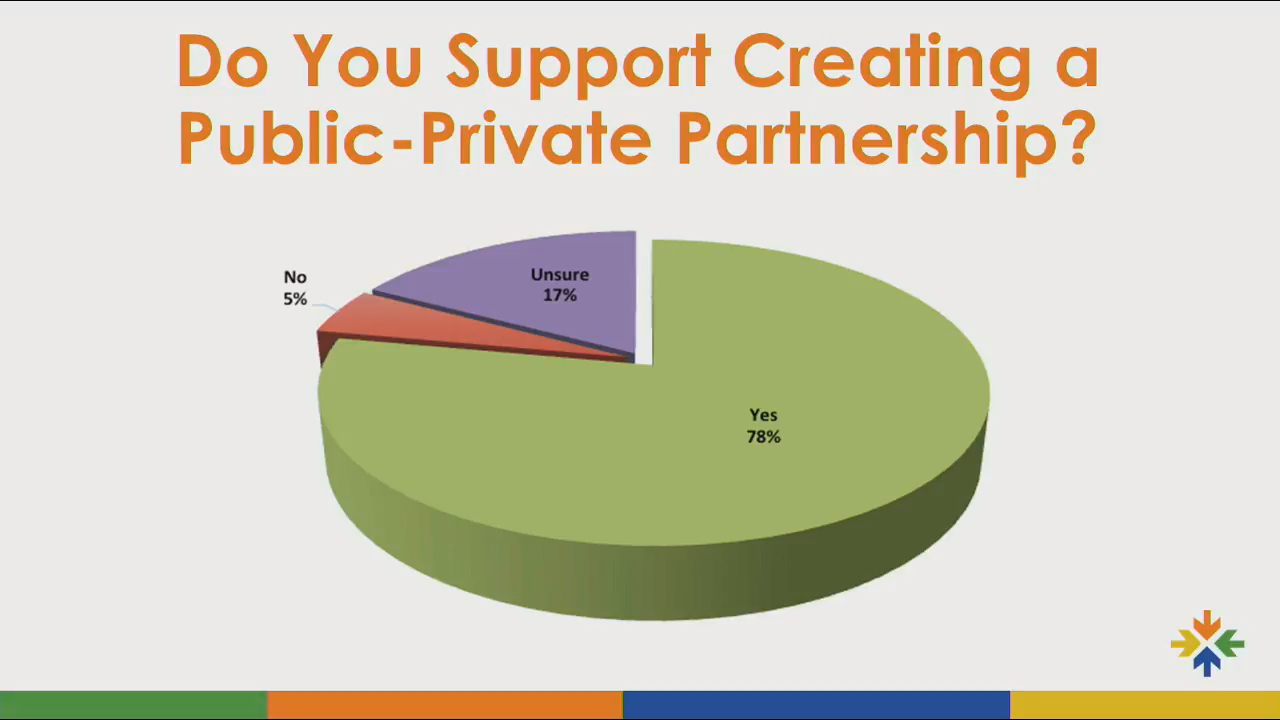 Do You Support Creating a
Public-Private Partnership?
No
5%
Unsure
17%
Yes
78%